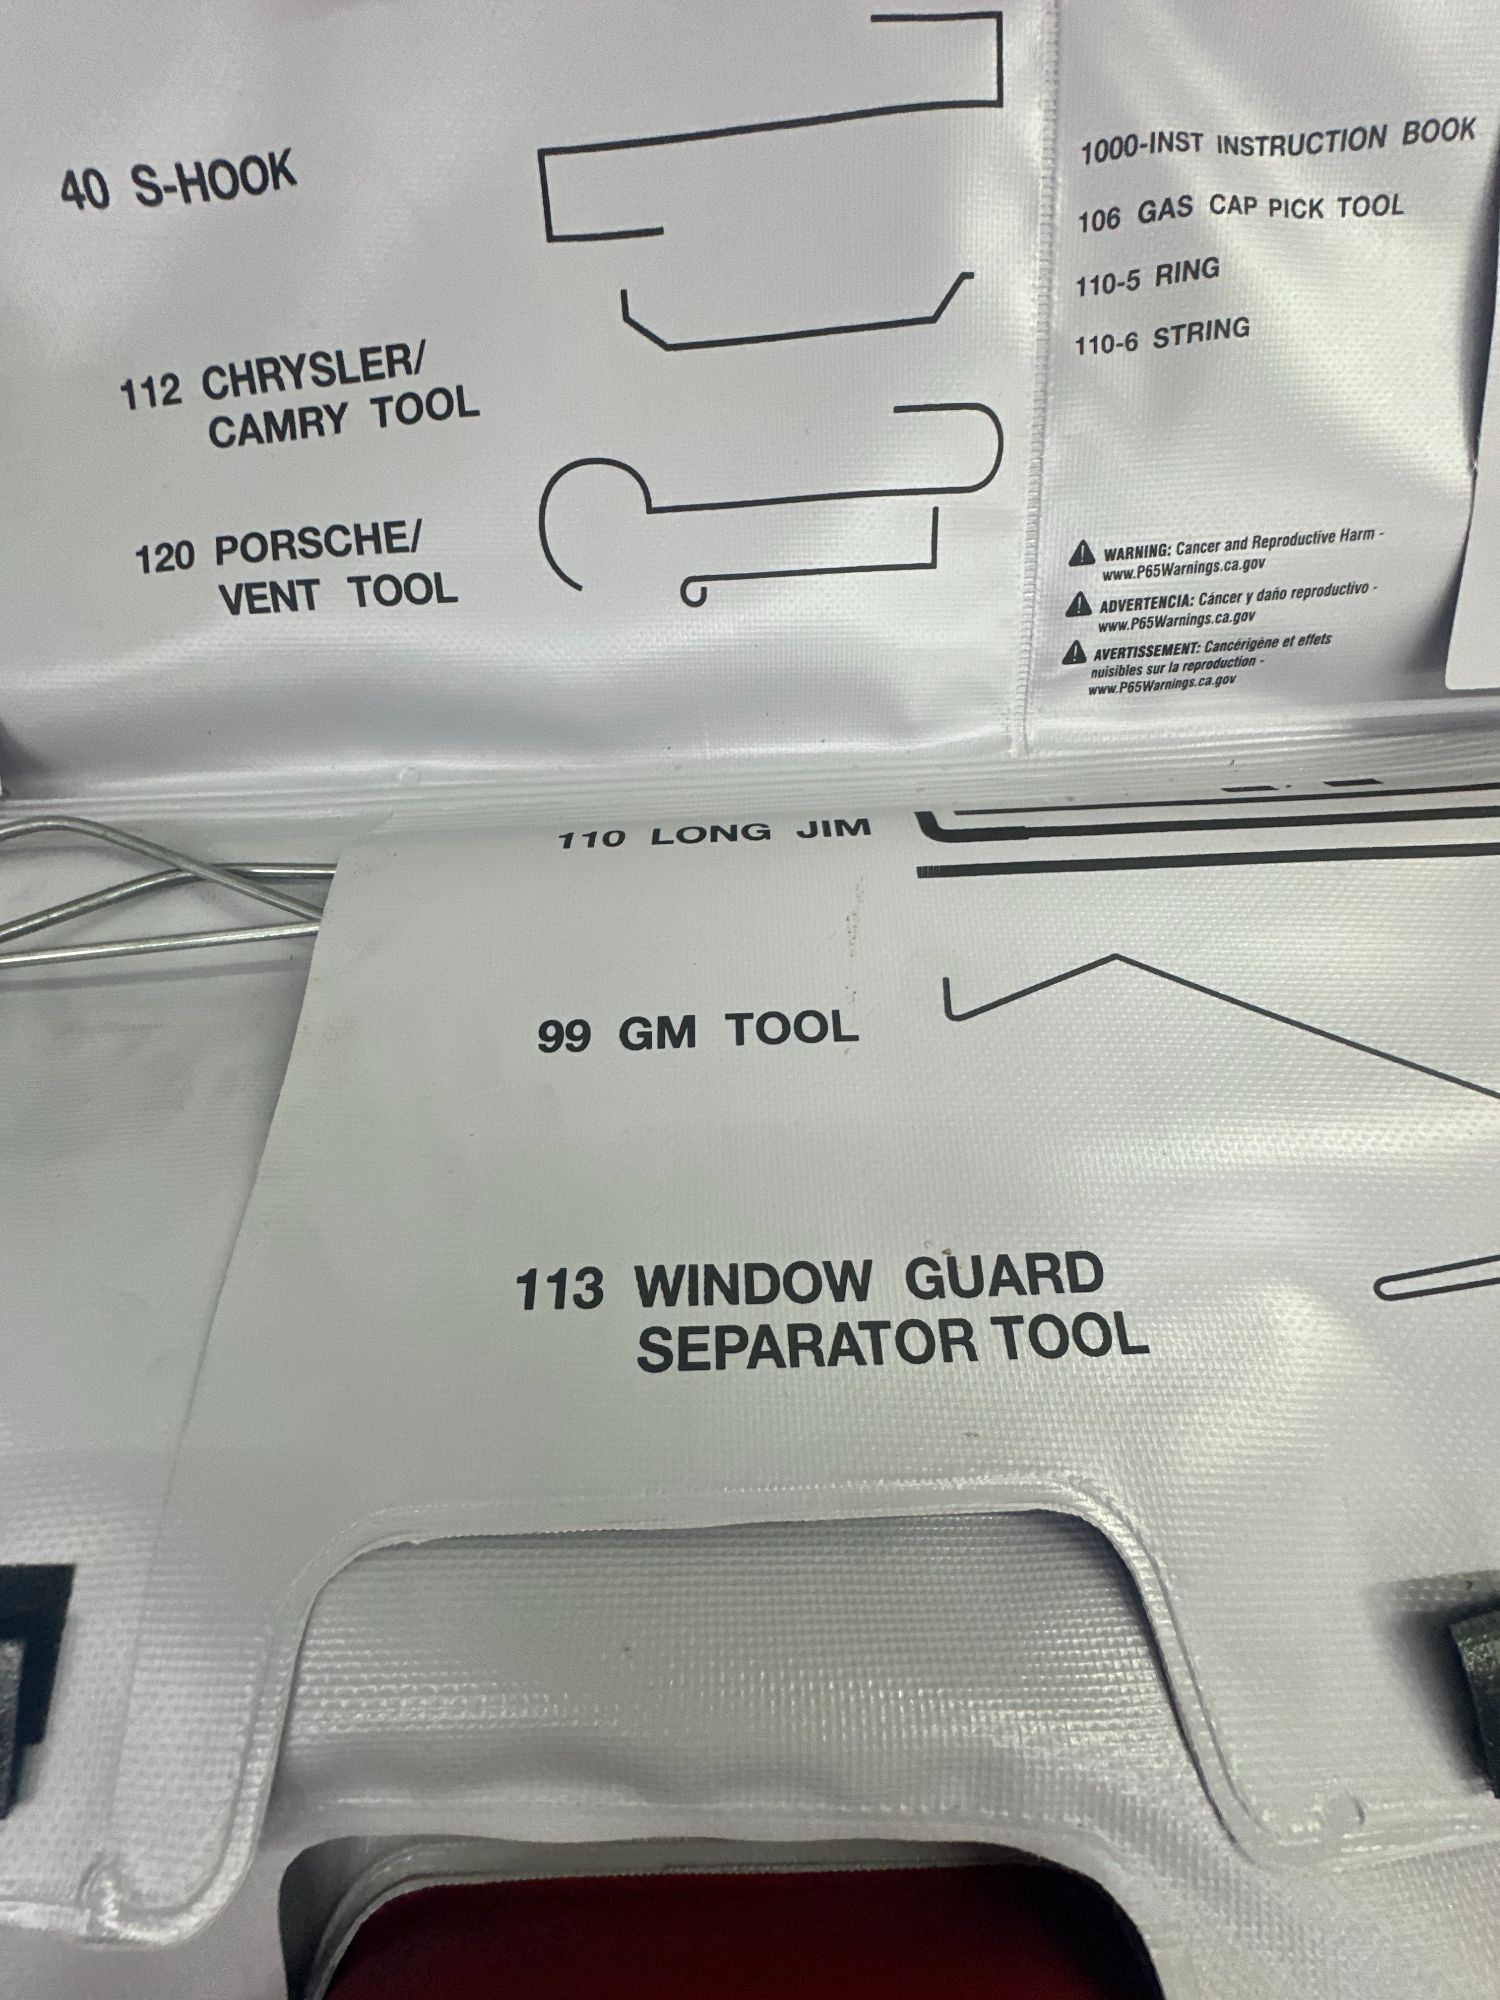 40 S-HOOK
112 CHRYSLER/
CAMRY TOOL
120 PORSCHE/
VENT TOOL
1000-INST INSTRUCTION BOOK
106 GAS CAP PICK TOOL
110-5 RING
110-6 STRING
WARNING: Cancer and Reproductive Harm -
www.P65Warnings.ca.gov
ADVERTENCIA: Cáncer y daño reproductivo -
www.P65Warnings.ca.gov
AVERTISSEMENT: Cancérigène et effets
nuisibles sur la reproduction -
www.P65Warnings.ca.gov
110 LONG JIM
99 GM TOOL
113 WINDOW GUARD
SEPARATOR TOOL